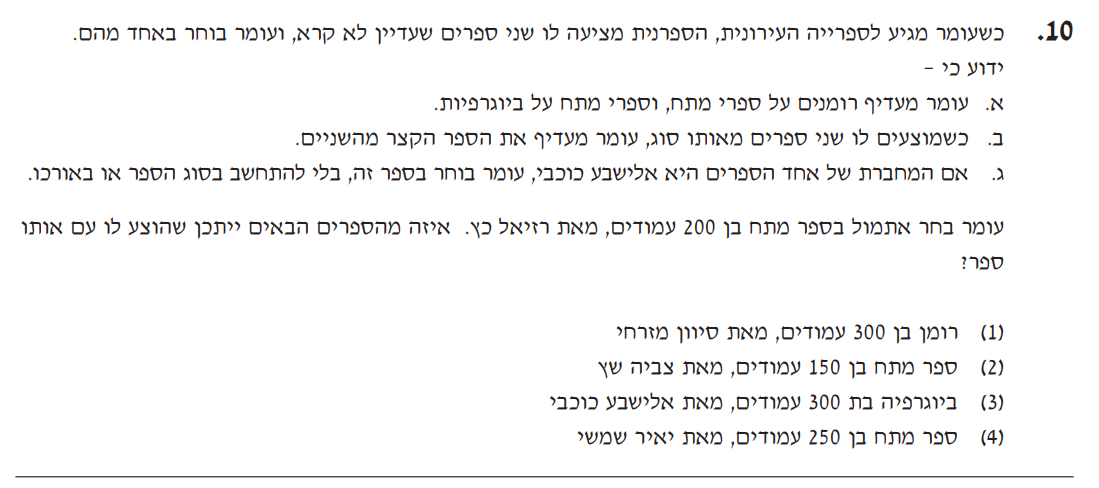 10. כשעומר מגיע לספרייה העירונית, הספרנית מציעה לו שני ספרים שעדיין לא קרא, ועומר בוחר באחד מהם.
ידוע כי –
א. עומר מעדיף רומנים על ספרי מתח, וספרי מתח על ביוגרפיות.
ב. כשמוצעים לו שני ספרים מאותו סוג, עומר מעדיף את הספר הקצר מהשניים.
ג. אם המחברת של אחד הספרים היא אלישבע כוכבי, עומר בוחר בספר זה, בלי להתחשב בסוג הספר או באורכו.
עומר בחר אתמול בספר מתח בן 200 עמודים, מאת רזיאל כץ. איזה מהספרים הבאים ייתכן שהוצע לו עם אותו
ספר?
(1) רומן בן 300 עמודים, מאת סיוון מזרחי
(2) ספר מתח בן 150 עמודים, מאת צביה שץ
(3) ביוגרפיה בת 300 עמודים, מאת אלישבע כוכבי
(4) ספר מתח בן 250 עמודים, מאת יאיר שמשי